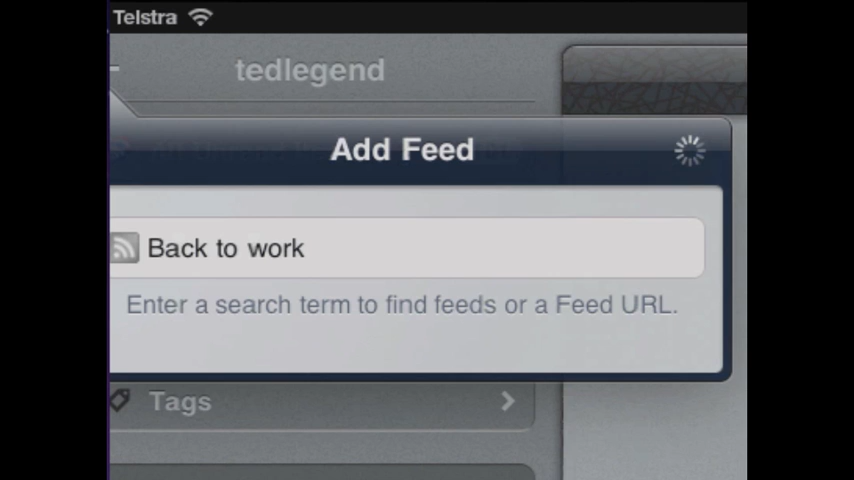 Telstra
tedlegend
Add Feed
Back to work
Enter a search term to find feeds or a Feed URL.
Tags